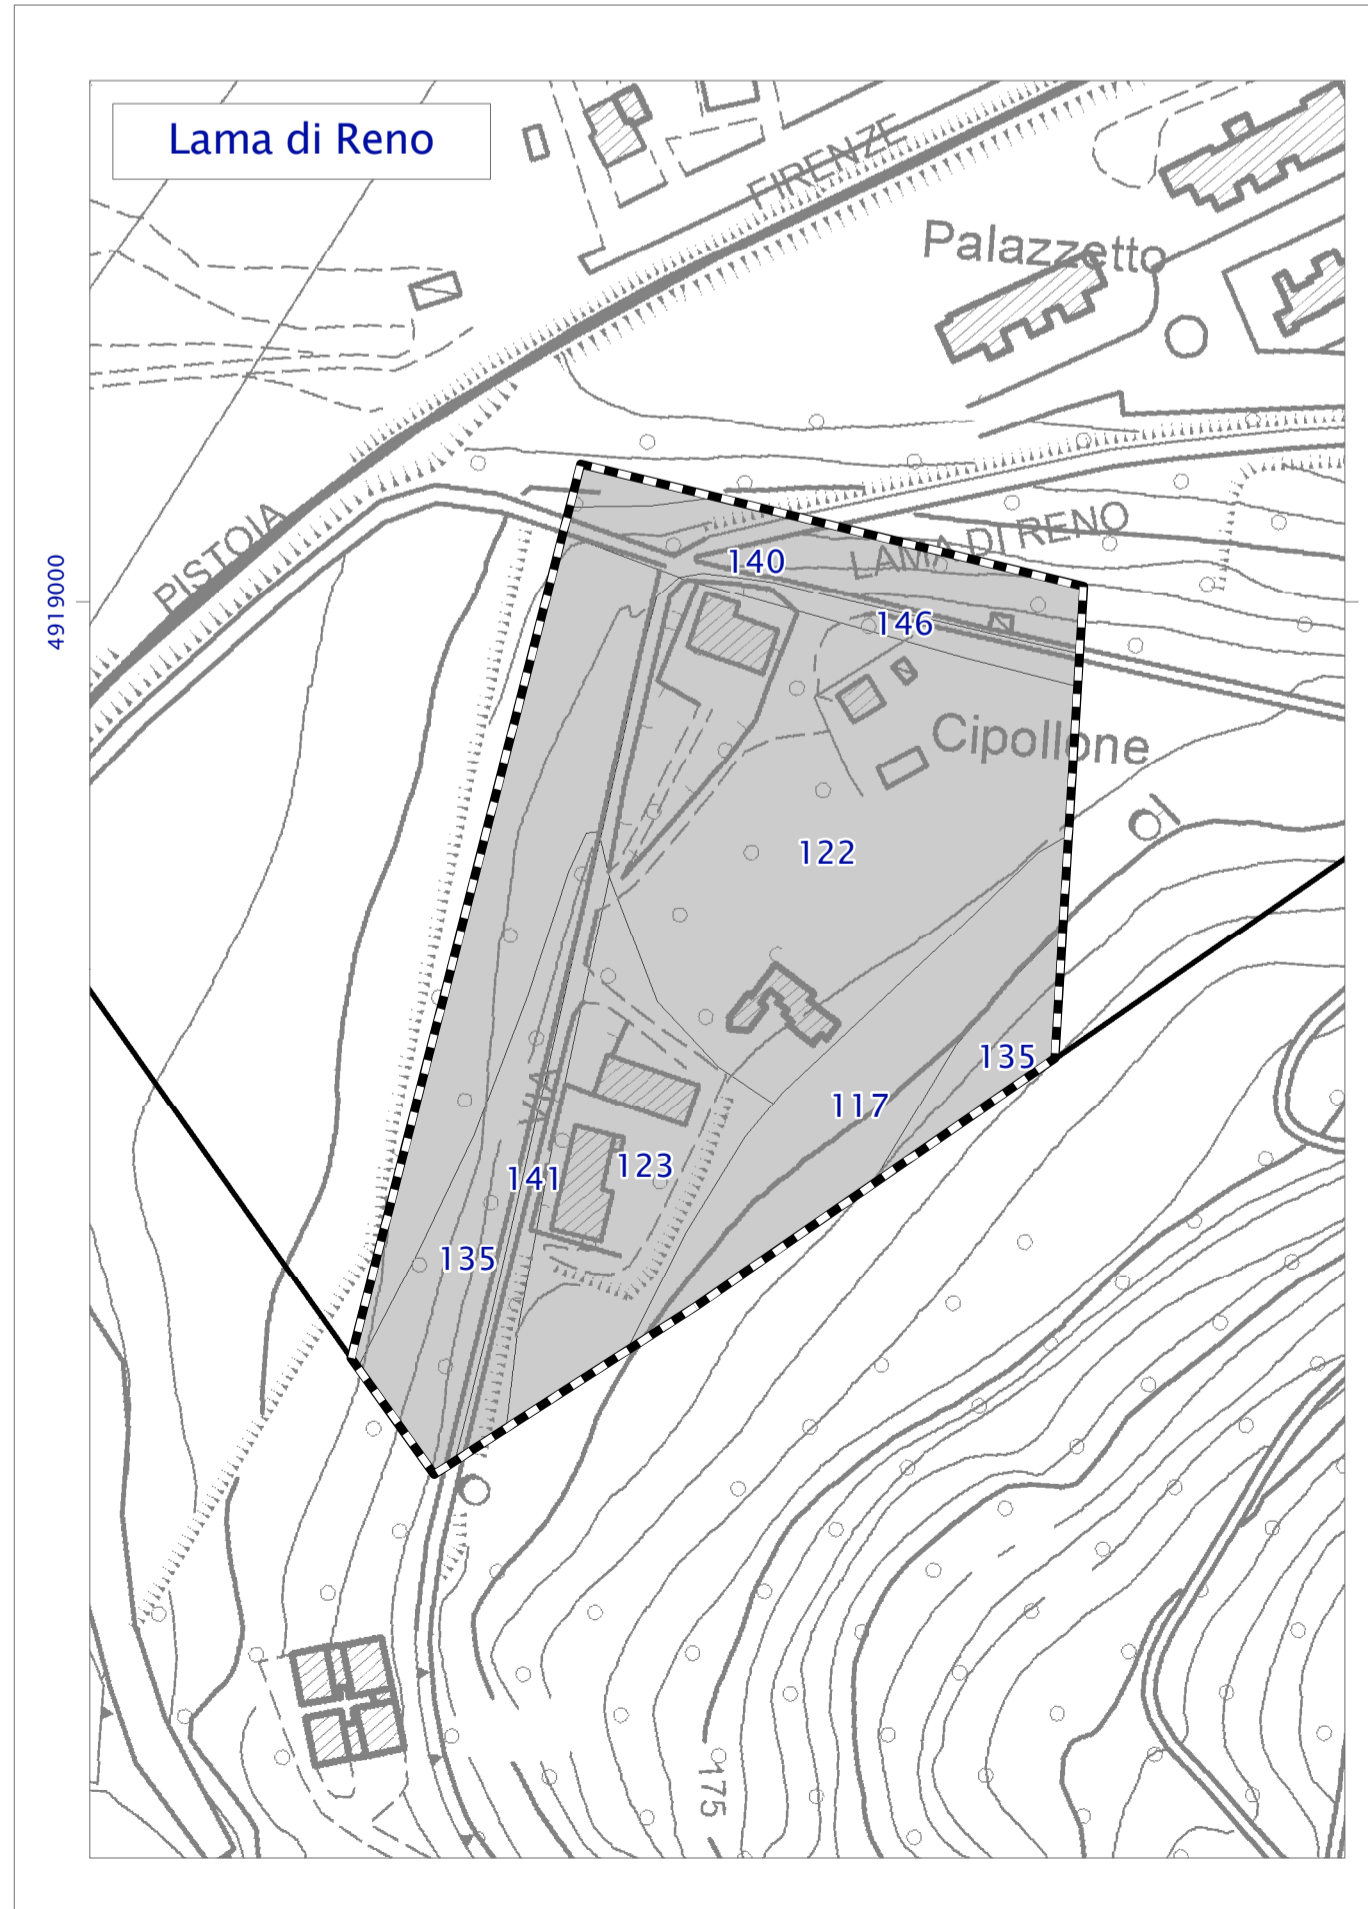 Lama di Reno
FIRENZE
Palazzetto
PISTOIA
LAMA DI RENO
4919000
140
146
Cipollone
122
135
117
VIA
123
141
135
175